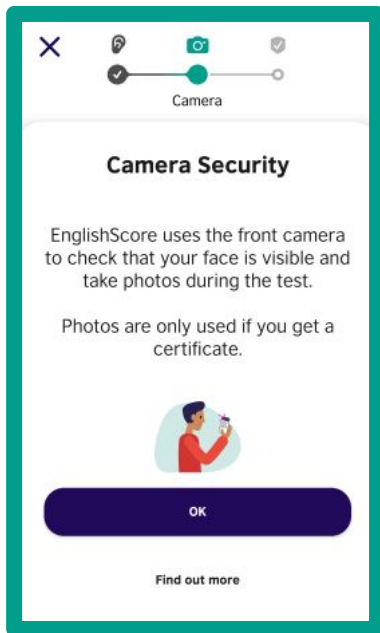 Camera
Camera Security
EnglishScore uses the front camera
to check that your face is visible and
take photos during the test.
Photos are only used if you get a
certificate.
OK
Find out more